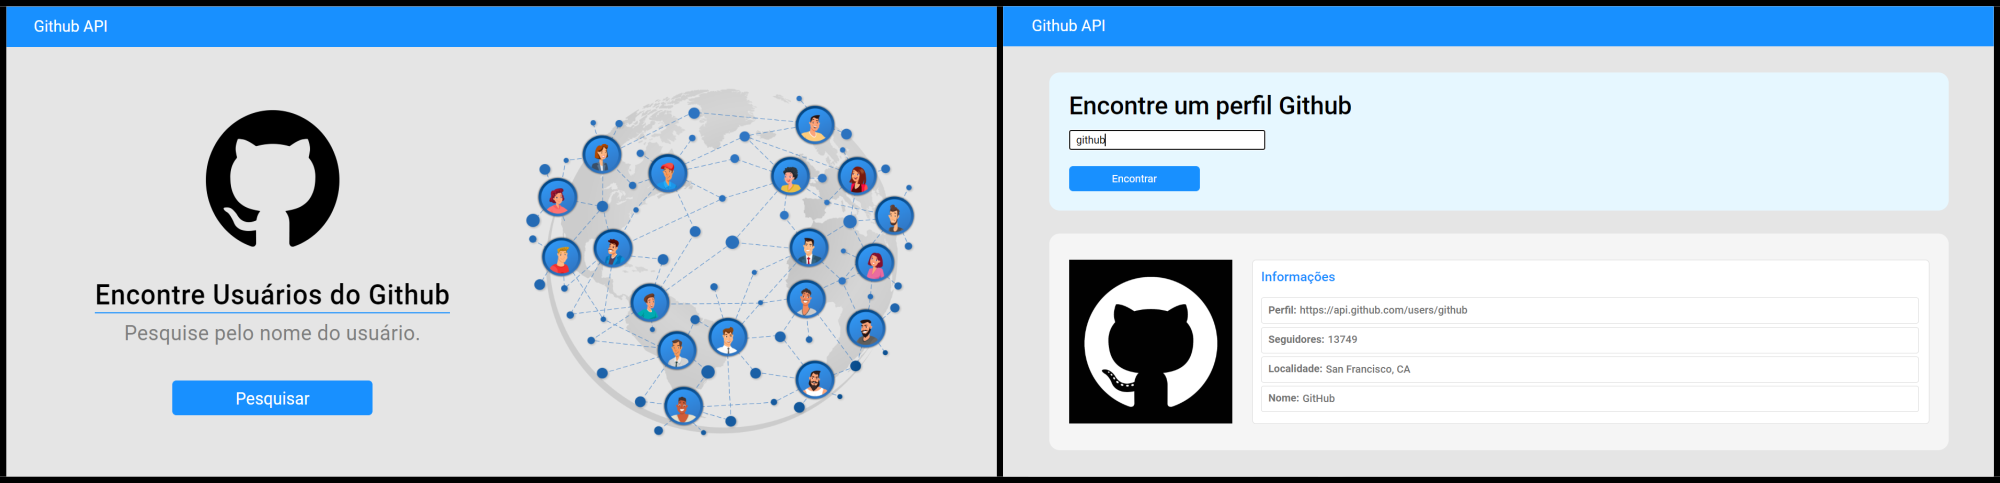 Github API
Encontre Usuários do Github
Pesquise pelo nome do usuário.
Pesquisar
Github API
Encontre um perfil Github
github
Encontrar
Informações
Perfil: https://api.github.com/users/github
Seguidores: 13749
Localidade: San Francisco, CA
Nome: GitHub